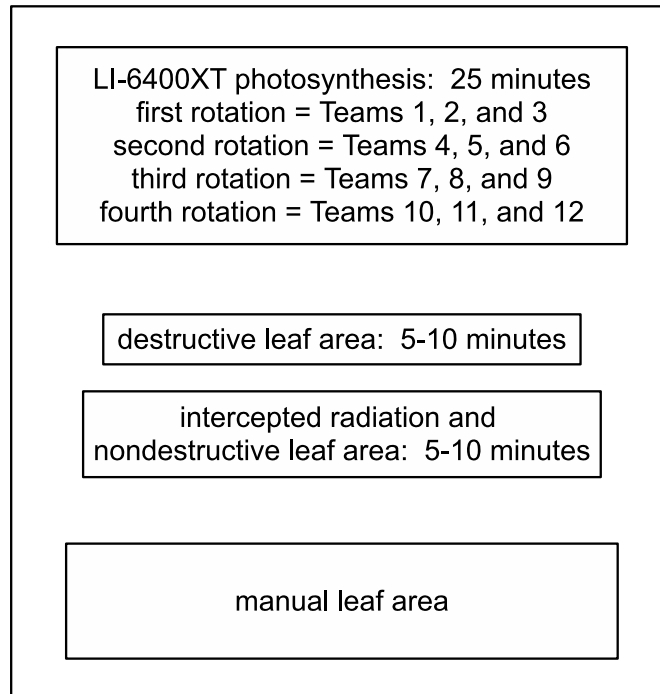 LI-6400XT photosynthesis: 25 minutes
first rotation = Teams 1, 2, and 3
second rotation = Teams 4, 5, and 6
third rotation = Teams 7, 8, and 9
fourth rotation = Teams 10, 11, and 12
destructive leaf area: 5-10 minutes
intercepted radiation and
nondestructive leaf area: 5-10 minutes
manual leaf area